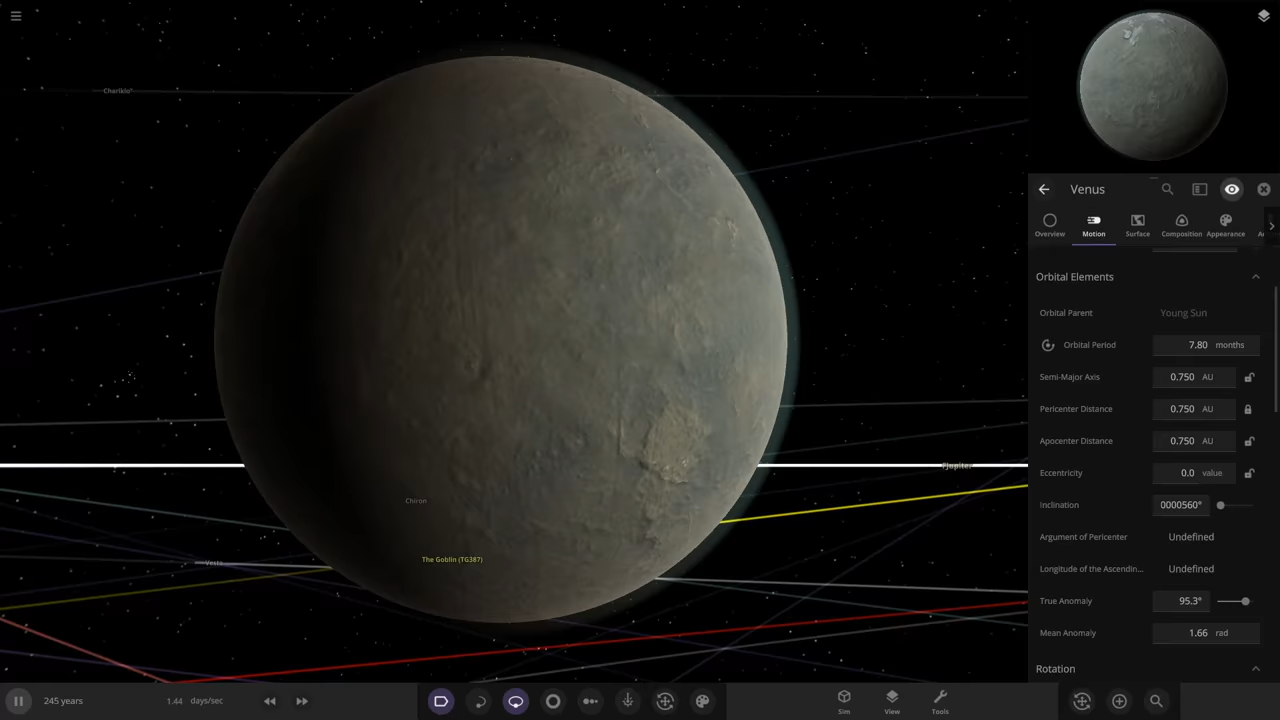 Chariklo
Venus
Overview
Motion
Surface
Composition
Appearance
Orbital Elements
Orbital Parent Young Sun
Orbital Period 7.80 months
Semi-Major Axis 0.750 AU
Pericenter Distance 0.750 AU
Apocenter Distance 0.750 AU
Eccentricity 0.0 value
Inclination 0000560°
Argument of Pericenter Undefined
Longitude of the Ascendin... Undefined
True Anomaly 95.3°
Mean Anomaly 1.66 rad
Rotation
Chiron
The Goblin (TG387)
Vesta
245 years
1.44 days/sec
Sim
View
Tools